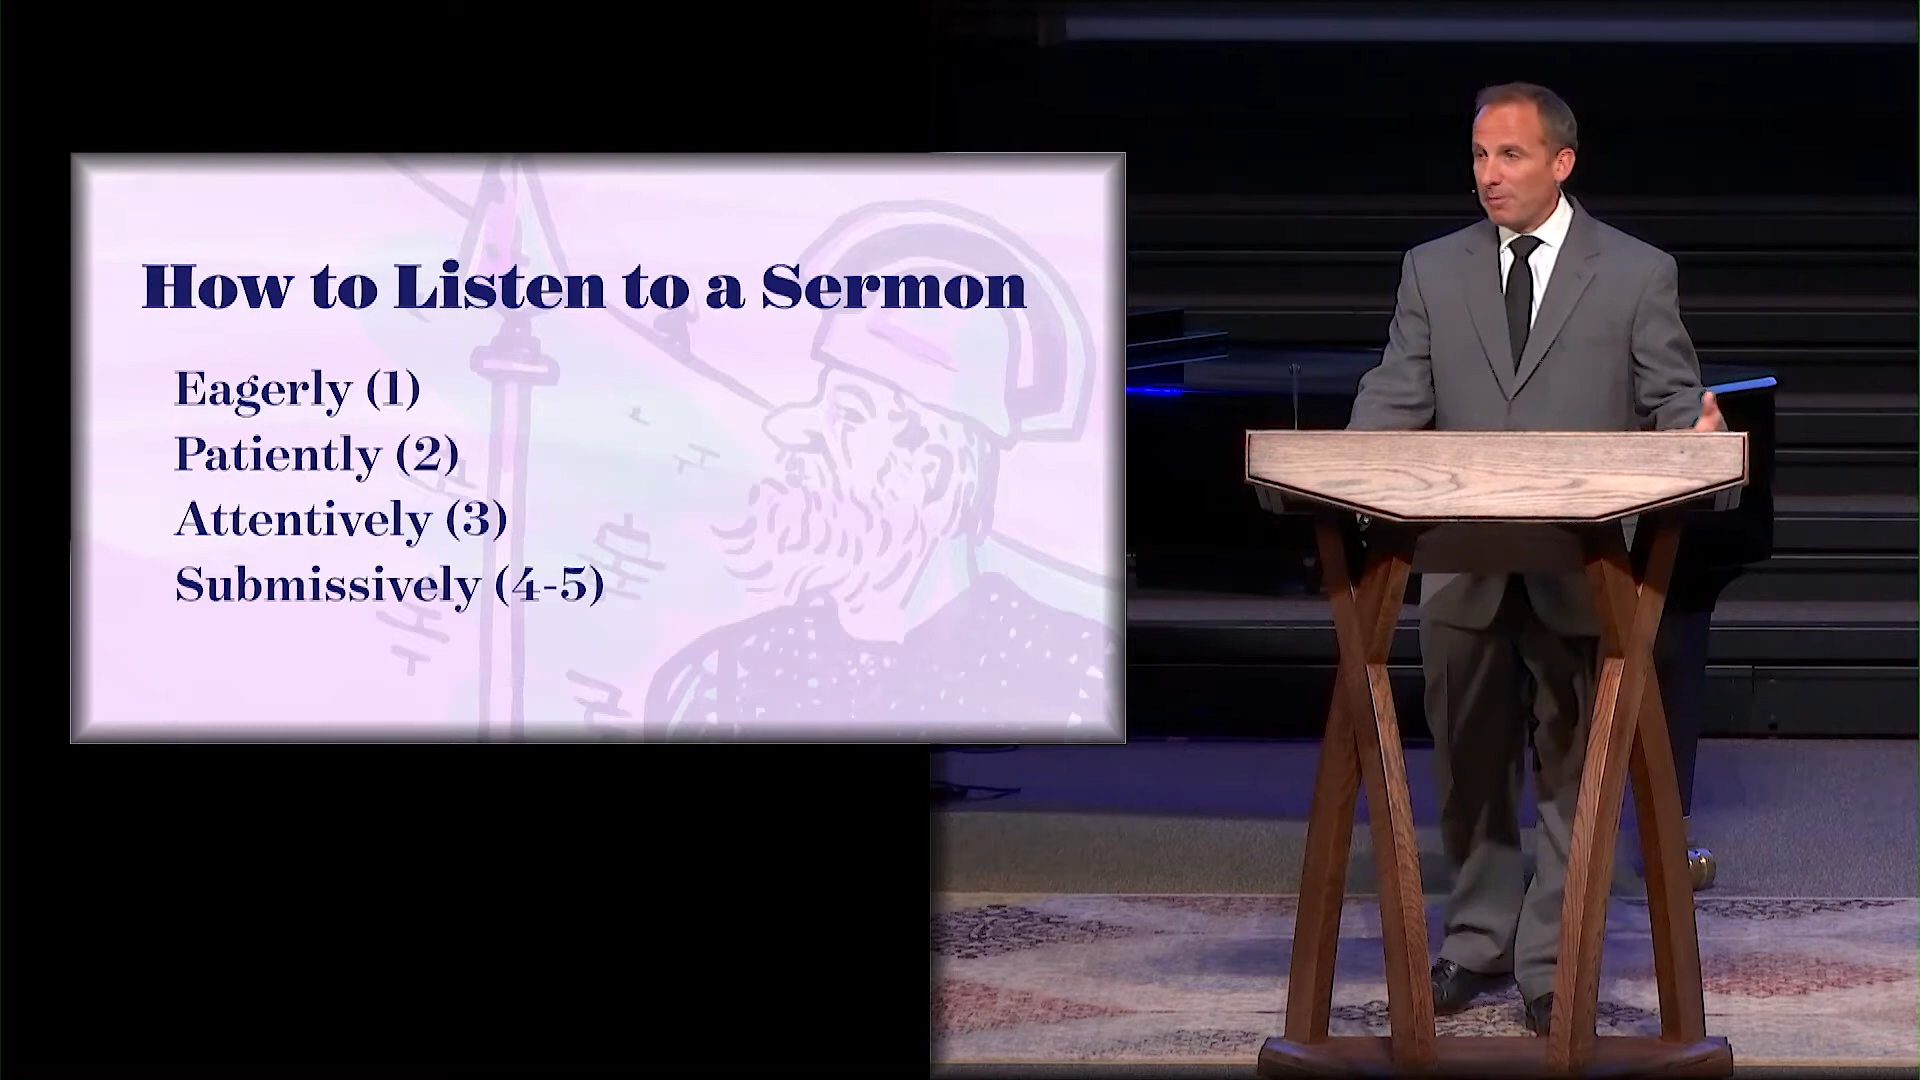 How to Listen to a Sermon
Eagerly (1)
Patiently (2)
Attentively (3)
Submissively (4-5)